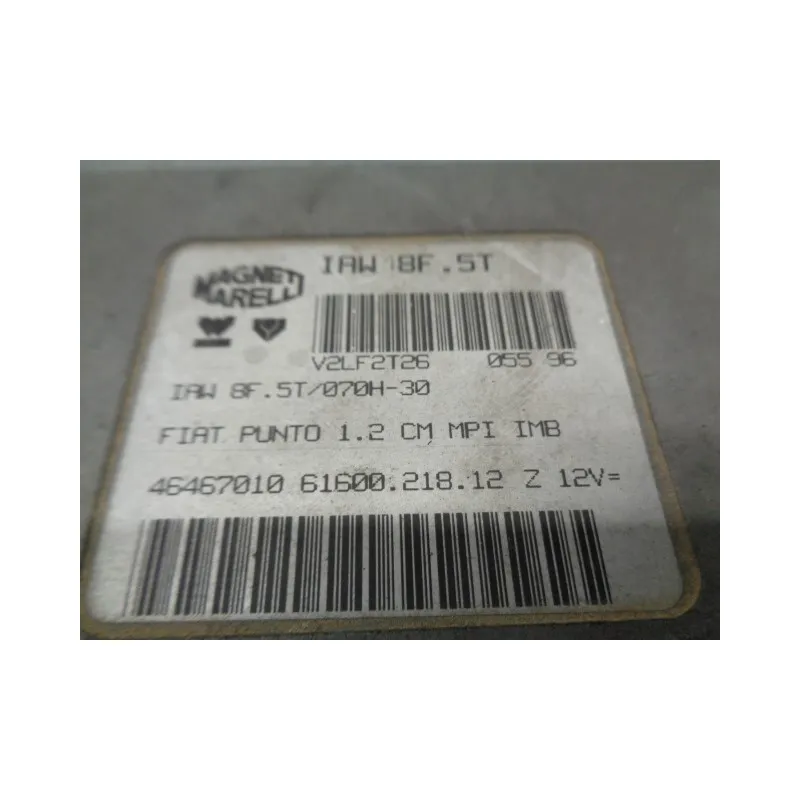 MAGNETI
MARELLI
IAW 8F.5T
V2LF2T26 055 96
IAW 8F.5T/070H-30
FIAT PUNTO 1.2 CM MPI IMB
46467010 61600.218.12 Z 12V=